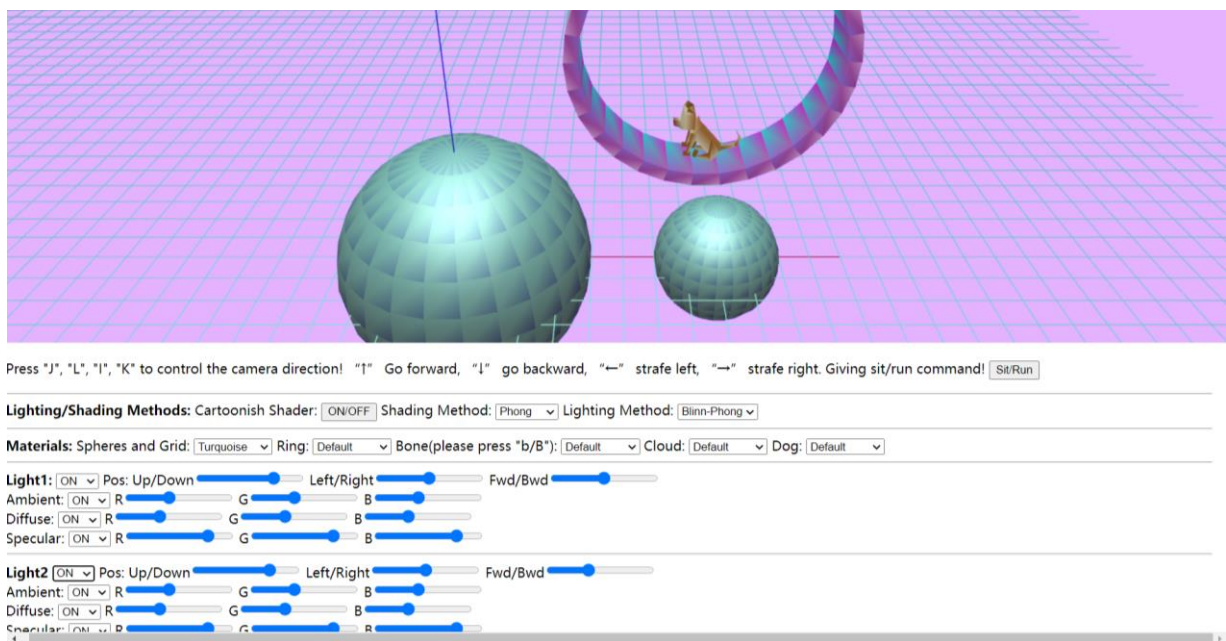 Press "J", "L", "I", "K" to control the camera direction! "↑" Go forward, "↓" go backward, "←" strafe left, "→" strafe right. Giving sit/run command! Sit/Run
Lighting/Shading Methods: Cartoonish Shader: ON/OFF Shading Method: Phong Lighting Method: Blinn-Phong
Materials: Spheres and Grid: Turquoise Ring: Default Bone(please press "b/B"): Default Cloud: Default Dog: Default
Light1: ON Pos: Up/Down Left/Right Fwd/Bwd
Ambient: ON R G B
Diffuse: ON R G B
Specular: ON R G B
Light2 ON Pos: Up/Down Left/Right Fwd/Bwd
Ambient: ON R G B
Diffuse: ON R G B
Specular: ON R G B